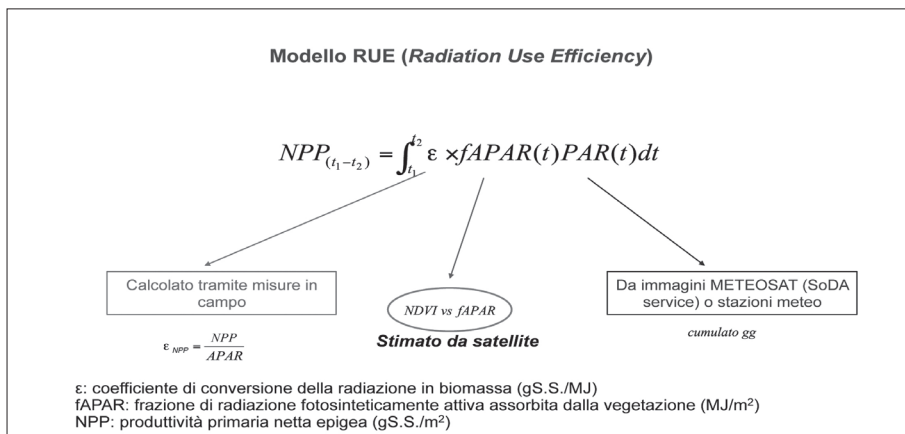 Modello RUE (Radiation Use Efficiency)
NPP(t₁−t₂) = ∫t₁t₂ ε ×fAPAR(t)PAR(t)dt
Calcolato tramite misure in
campo
ε NPP = NPP / APAR
NDVI vs fAPAR
Stimato da satellite
Da immagini METEOSAT (SoDA
service) o stazioni meteo
cumulato gg
ε: coefficiente di conversione della radiazione in biomassa (gS.S./MJ)
fAPAR: frazione di radiazione fotosinteticamente attiva assorbita dalla vegetazione (MJ/m²)
NPP: produttività primaria netta epigea (gS.S./m²)